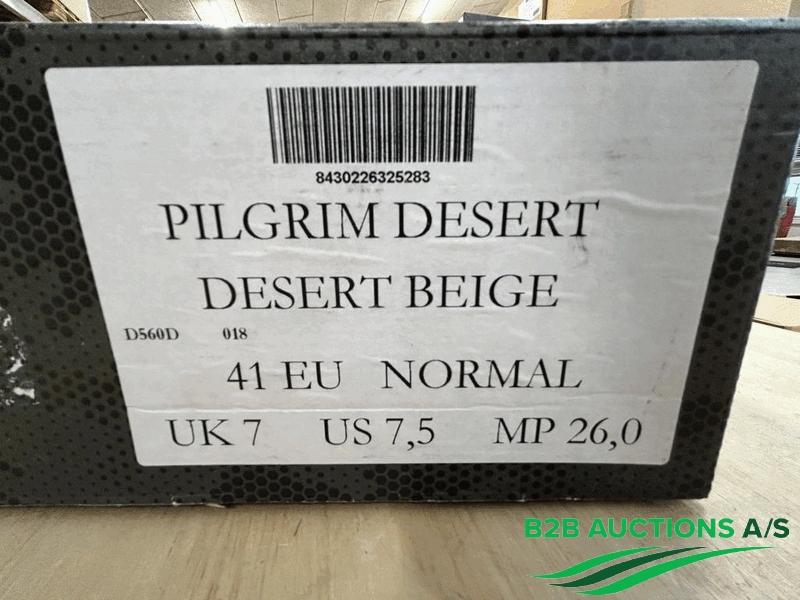 8430226325283
PILGRIM DESERT
DESERT BEIGE
D560D 018
41 EU NORMAL
UK 7 US 7,5 MP 26,0
B2B AUCTIONS A/S